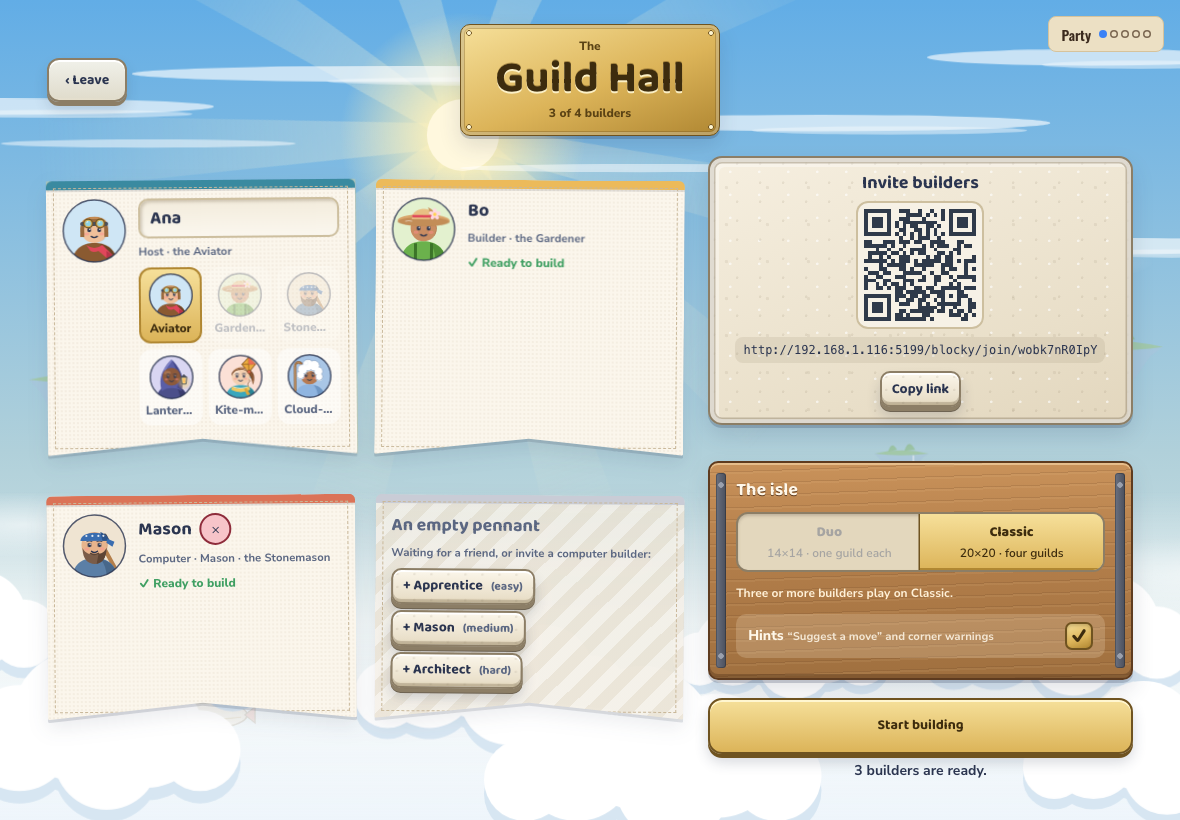 The
Guild Hall
3 of 4 builders
Party
‹ Leave
Ana
Host · the Aviator
Aviator
Garden...
Stone...
Lanter...
Kite-m...
Cloud-...
Bo
Builder · the Gardener
✓ Ready to build
Mason ×
Computer · Mason · the Stonemason
✓ Ready to build
An empty pennant
Waiting for a friend, or invite a computer builder:
+ Apprentice (easy)
+ Mason (medium)
+ Architect (hard)
Invite builders
http://192.168.1.116:5199/blocky/join/wobk7nR0IpY
Copy link
The isle
Duo
14×14 · one guild each
Classic
20×20 · four guilds
Three or more builders play on Classic.
Hints “Suggest a move” and corner warnings
Start building
3 builders are ready.